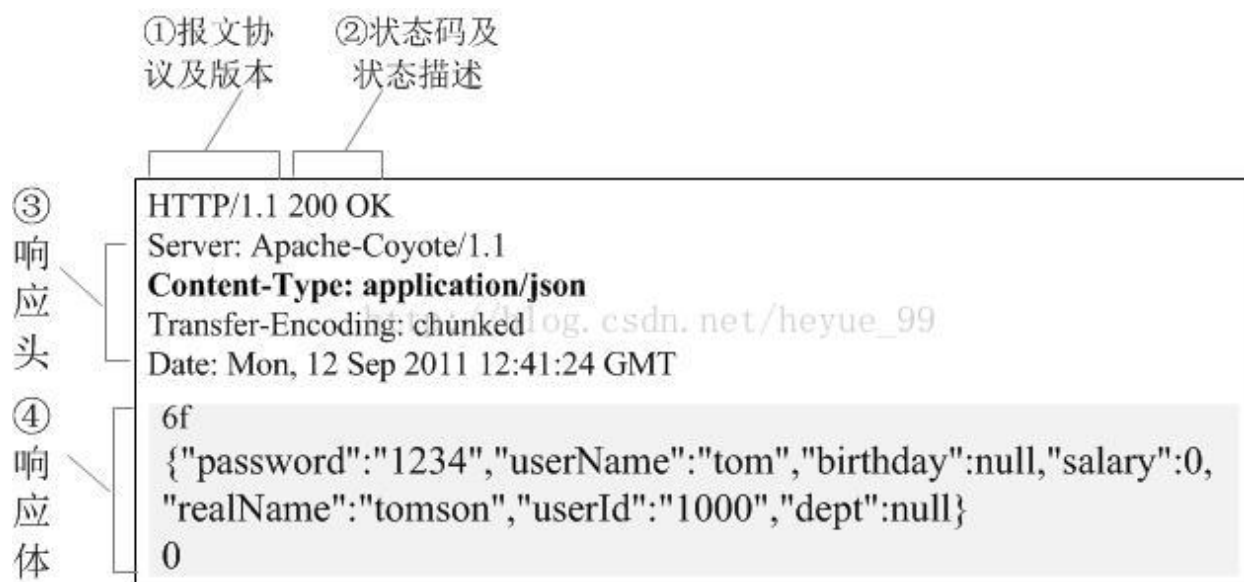 ①报文协
议及版本
②状态码及
状态描述
③
响
应
头
HTTP/1.1 200 OK
Server: Apache-Coyote/1.1
Content-Type: application/json
Transfer-Encoding: chunked
Date: Mon, 12 Sep 2011 12:41:24 GMT
http://blog.csdn.net/heyue_99
④
响
应
体
6f
{"password":"1234","userName":"tom","birthday":null,"salary":0,
"realName":"tomson","userId":"1000","dept":null}
0